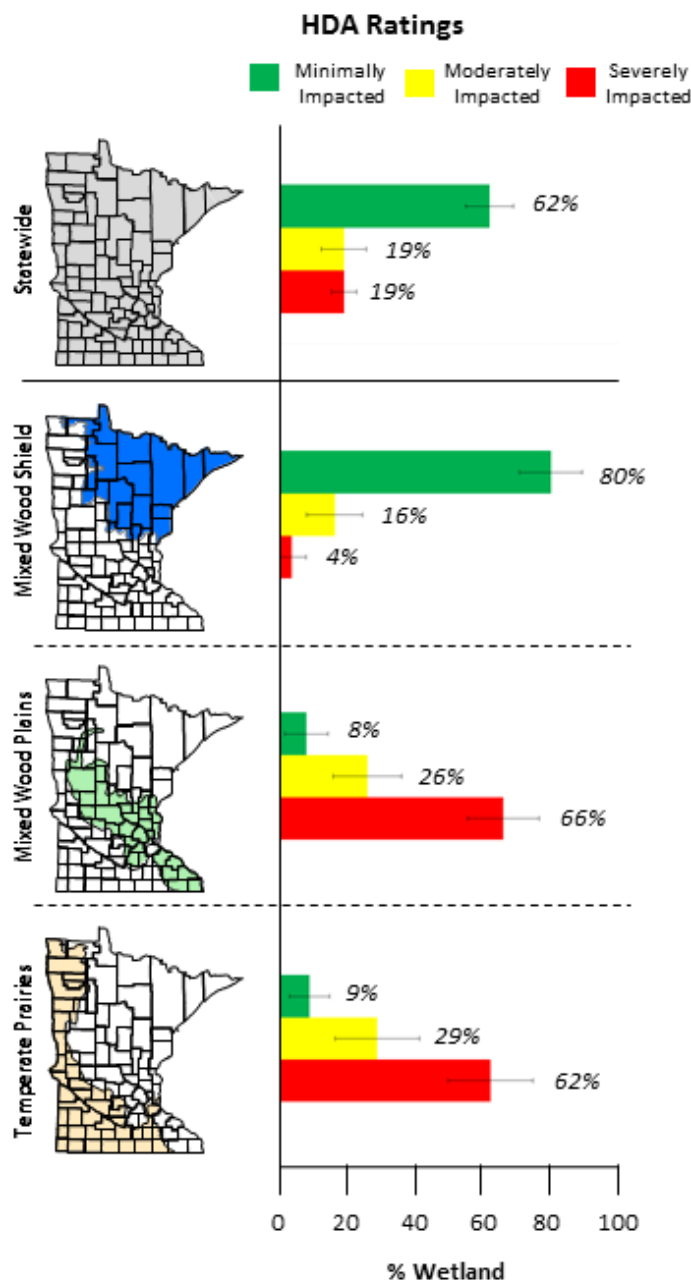 HDA Ratings
Minimally
Impacted
Moderately
Impacted
Severely
Impacted
Statewide
62%
19%
19%
Mixed Wood Shield
80%
16%
4%
Mixed Wood Plains
8%
26%
66%
Temperate Prairies
9%
29%
62%
0 20 40 60 80 100
% Wetland